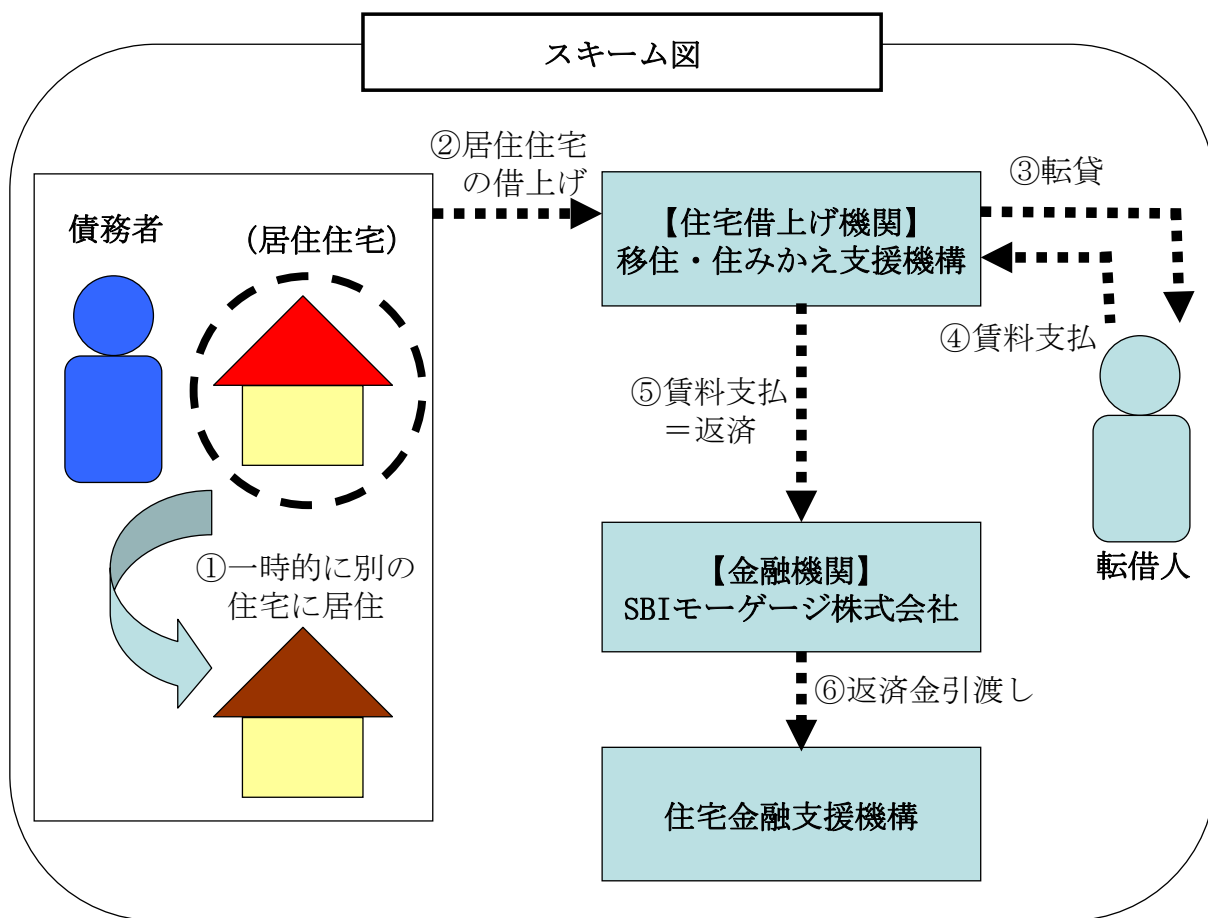 スキーム図
②居住住宅
の借上げ
③転貸
債務者
(居住住宅)
【住宅借上げ機関】
移住・住みかえ支援機構
④賃料支払
⑤賃料支払
＝返済
①一時的に別の
住宅に居住
【金融機関】
SBIモーゲージ株式会社
転借人
⑥返済金引渡し
住宅金融支援機構